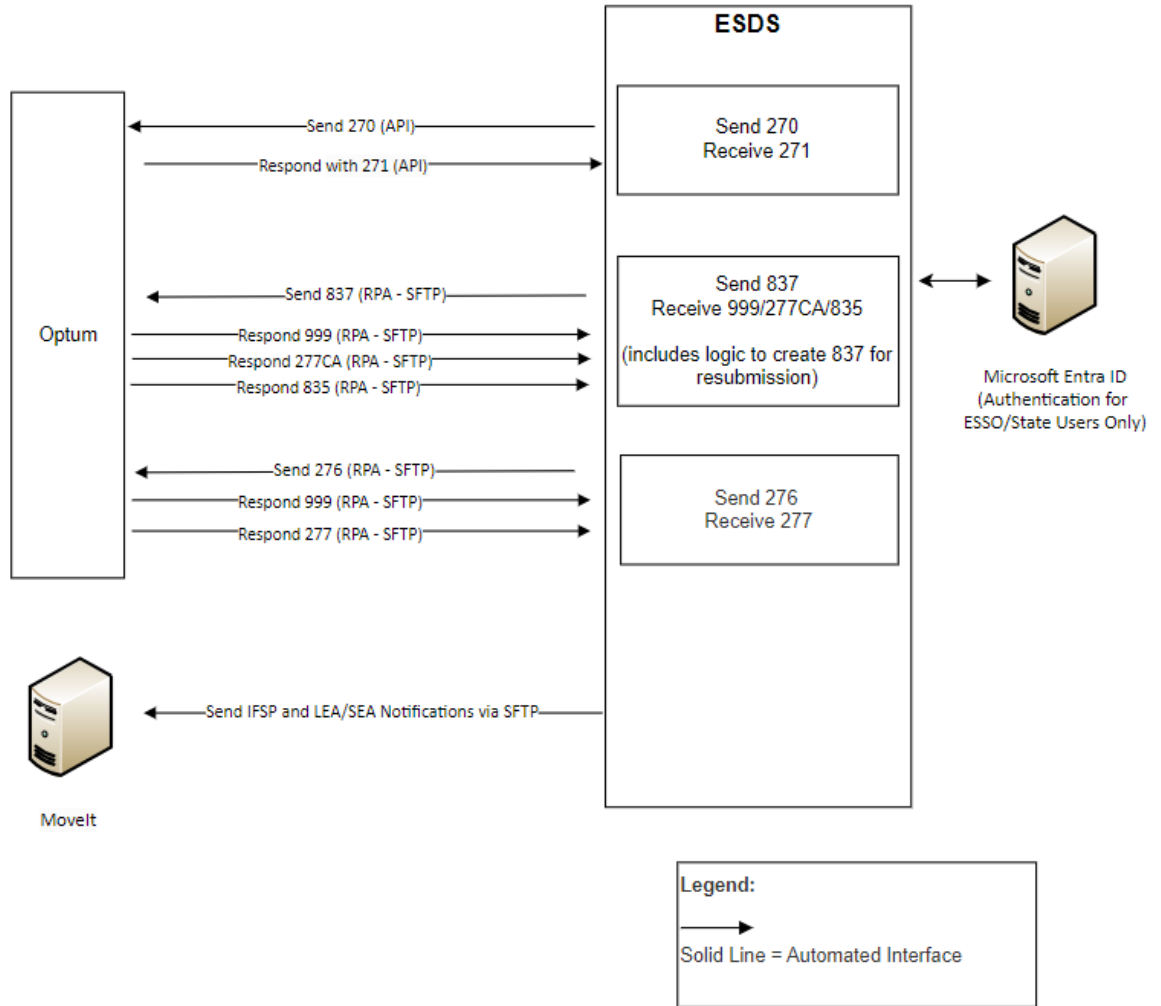 ESDS
Optum
Send 270 (API)
Respond with 271 (API)
Send 270
Receive 271
Send 837 (RPA - SFTP)
Respond 999 (RPA - SFTP)
Respond 277CA (RPA - SFTP)
Respond 835 (RPA - SFTP)
Send 837
Receive 999/277CA/835
(includes logic to create 837 for
resubmission)
Microsoft Entra ID
(Authentication for
ESSO/State Users Only)
Send 276 (RPA - SFTP)
Respond 999 (RPA - SFTP)
Respond 277 (RPA - SFTP)
Send 276
Receive 277
Send IFSP and LEA/SEA Notifications via SFTP
MoveIt
Legend:
Solid Line = Automated Interface